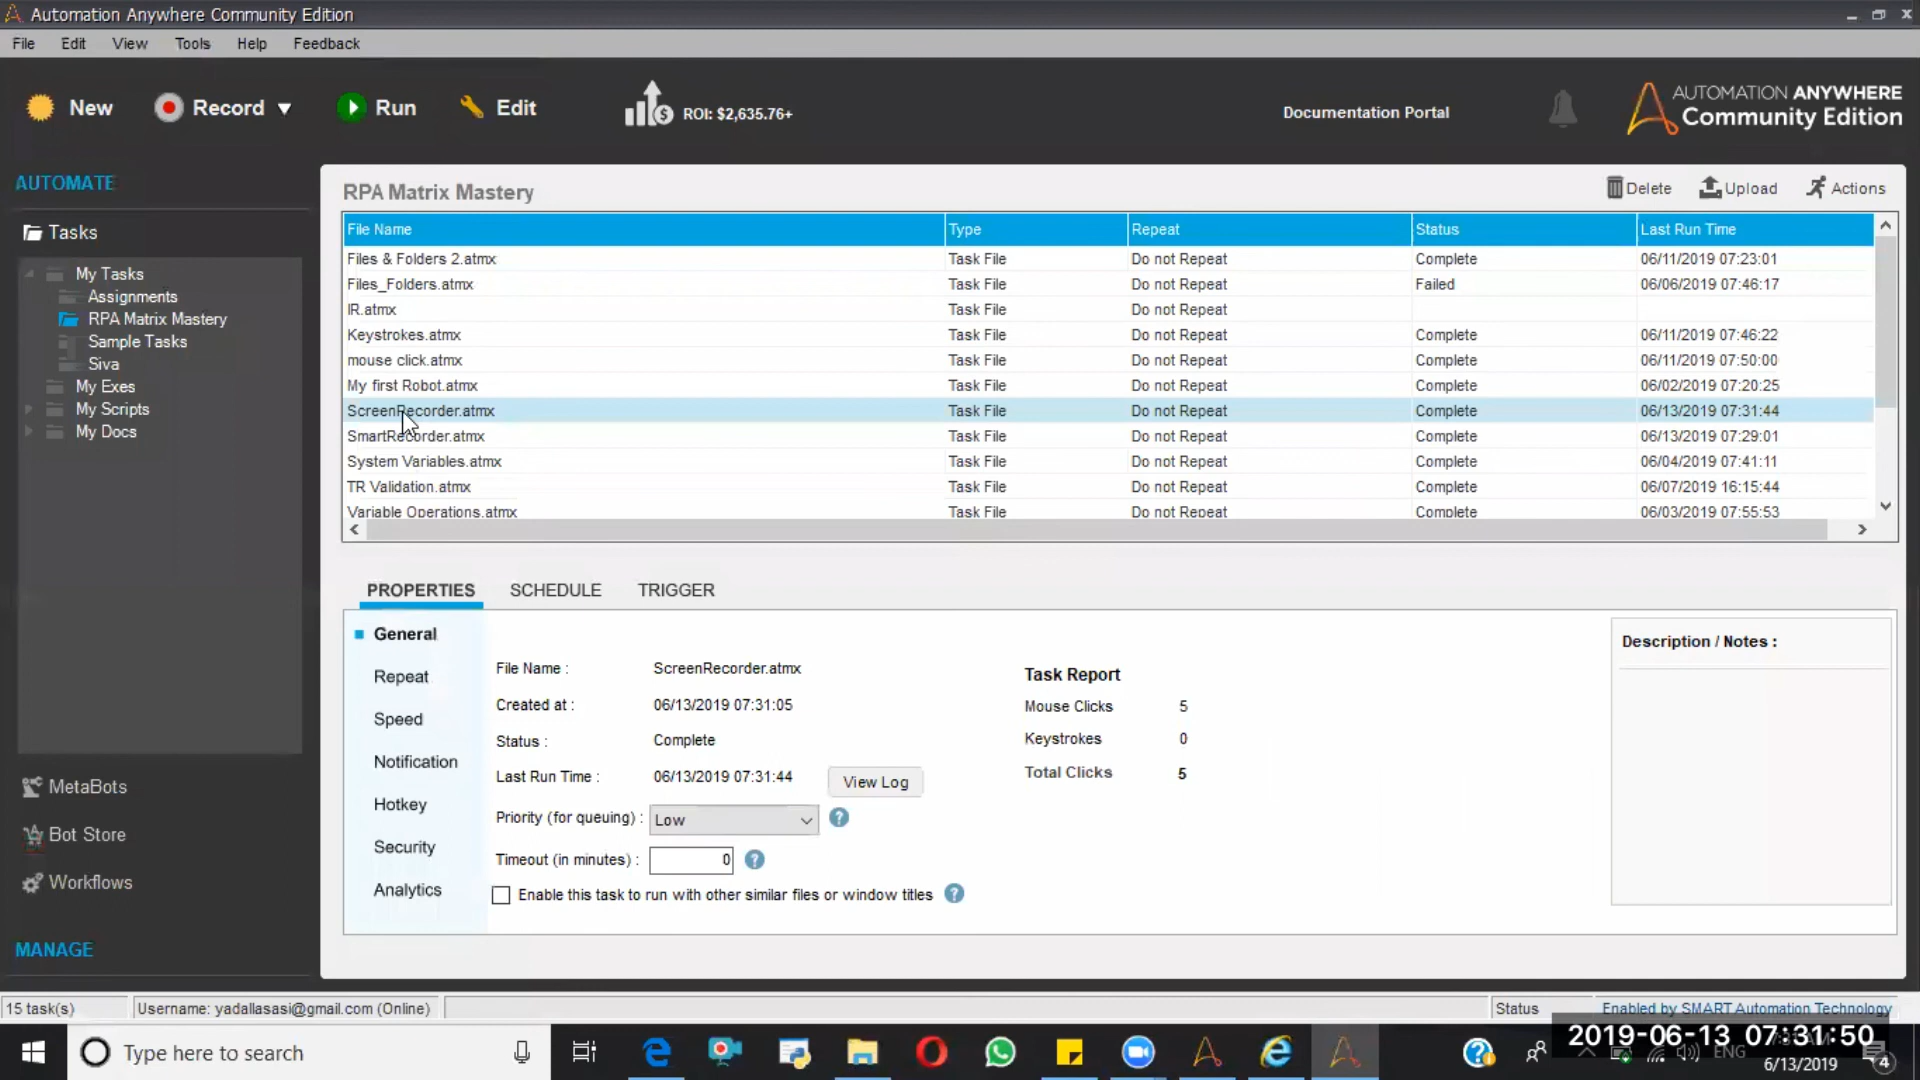 Automation Anywhere Community Edition
File Edit View Tools Help Feedback
New Record Run Edit ROI: $2,635.76+ Documentation Portal AUTOMATION ANYWHERE
Community Edition
AUTOMATE
Tasks
My Tasks
Assignments
RPA Matrix Mastery
Sample Tasks
Siva
My Exes
My Scripts
My Docs
MetaBots
Bot Store
Workflows
MANAGE
RPA Matrix Mastery Delete Upload Actions
File Name Type Repeat Status Last Run Time
Files & Folders 2.atmx Task File Do not Repeat Complete 06/11/2019 07:23:01
Files_Folders.atmx Task File Do not Repeat Failed 06/06/2019 07:46:17
IR.atmx Task File Do not Repeat
Keystrokes.atmx Task File Do not Repeat Complete 06/11/2019 07:46:22
mouse click.atmx Task File Do not Repeat Complete 06/11/2019 07:50:00
My first Robot.atmx Task File Do not Repeat Complete 06/02/2019 07:20:25
ScreenRecorder.atmx Task File Do not Repeat Complete 06/13/2019 07:31:44
SmartRecorder.atmx Task File Do not Repeat Complete 06/13/2019 07:29:01
System Variables.atmx Task File Do not Repeat Complete 06/04/2019 07:41:11
TR Validation.atmx Task File Do not Repeat Complete 06/07/2019 16:15:44
Variable Operations.atmx Task File Do not Repeat Complete 06/03/2019 07:55:53
PROPERTIES SCHEDULE TRIGGER
General
Repeat
Speed
Notification
Hotkey
Security
Analytics
File Name : ScreenRecorder.atmx
Created at : 06/13/2019 07:31:05
Status : Complete
Last Run Time : 06/13/2019 07:31:44 View Log
Priority (for queuing) : Low ?
Timeout (in minutes) : 0 ?
Enable this task to run with other similar files or window titles ?
Task Report
Mouse Clicks 5
Keystrokes 0
Total Clicks 5
Description / Notes :
15 task(s) Username: yadallasasi@gmail.com (Online) Status Enabled by SMART Automation Technology
Type here to search
2019-06-13 07:31:50
ENG
6/13/2019
4